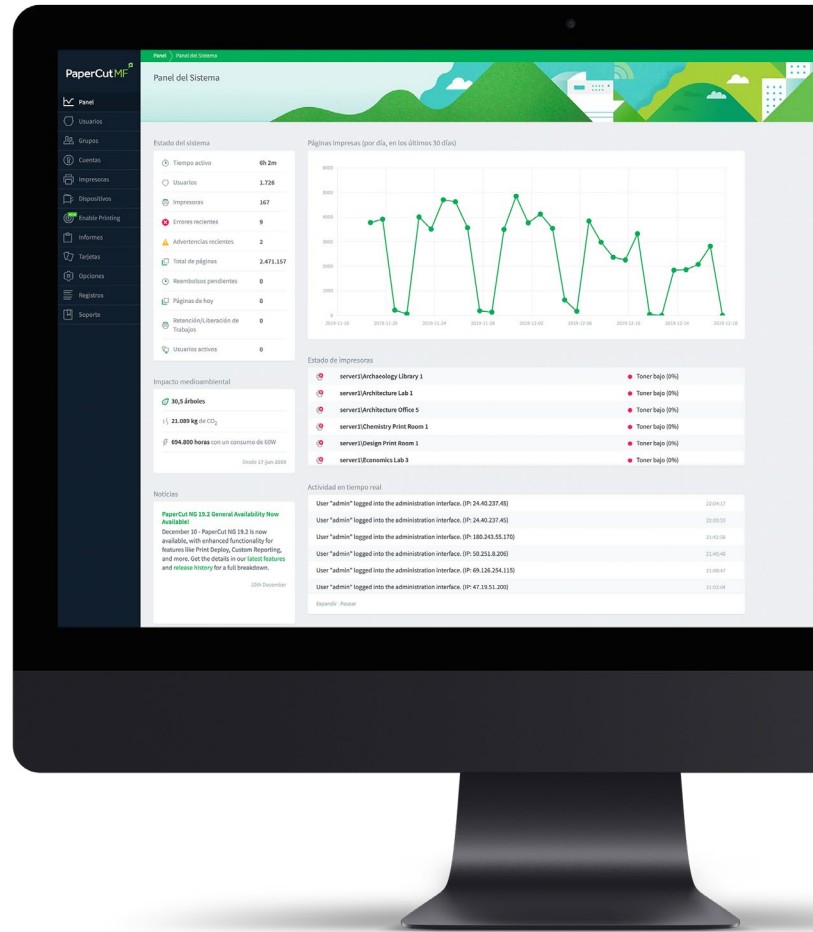 PaperCutMF
Panel
Usuarios
Grupos
Cuentas
Impresoras
Dispositivos
Enable Printing
Informes
Tarjetas
Opciones
Registros
Soporte
Panel Panel del Sistema
Panel del Sistema
Estado del sistema
Tiempo activo 6h 2m
Usuarios 1.726
Impresoras 167
Errores recientes 9
Advertencias recientes 2
Total de páginas 2.471.157
Reembolsos pendientes 0
Páginas de hoy 0
Retención/Liberación de
Trabajos 0
Usuarios activos 0
Impacto medioambiental
30,5 árboles
21.089 kg de CO2
694.800 horas con un consumo de 60W
Noticias
PaperCut NG 19.2 General Availability Now
Available!
December 10 - PaperCut NG 19.2 is now
available, with enhanced functionality for
features like Print Deploy, Custom Reporting,
and more. Get the details in our latest features
and release history for a full breakdown.
10th December
Páginas impresas (por día, en los últimos 30 días)
Estado de impresoras
server1\Archaeology Library 1 Toner bajo (0%)
server1\Architecture Lab 1 Toner bajo (0%)
server1\Architecture Office 5 Toner bajo (0%)
server1\Chemistry Print Room 1 Toner bajo (0%)
server1\Design Print Room 1 Toner bajo (0%)
server1\Economics Lab 3 Toner bajo (0%)
Actividad en tiempo real
User "admin" logged into the administration interface. (IP: 24.40.237.45)
User "admin" logged into the administration interface. (IP: 24.40.237.45)
User "admin" logged into the administration interface. (IP: 180.243.55.170)
User "admin" logged into the administration interface. (IP: 50.251.8.206)
User "admin" logged into the administration interface. (IP: 69.126.254.115)
User "admin" logged into the administration interface. (IP: 47.19.51.200)
Expandir Pausar